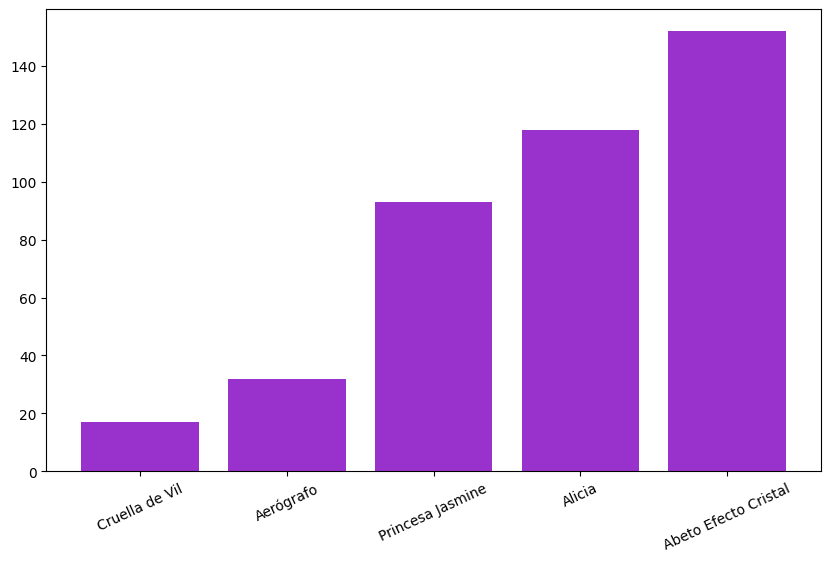 140
120
100
80
60
40
20
0
Cruella de Vil
Aerógrafo
Princesa Jasmine
Alicia
Abeto Efecto Cristal